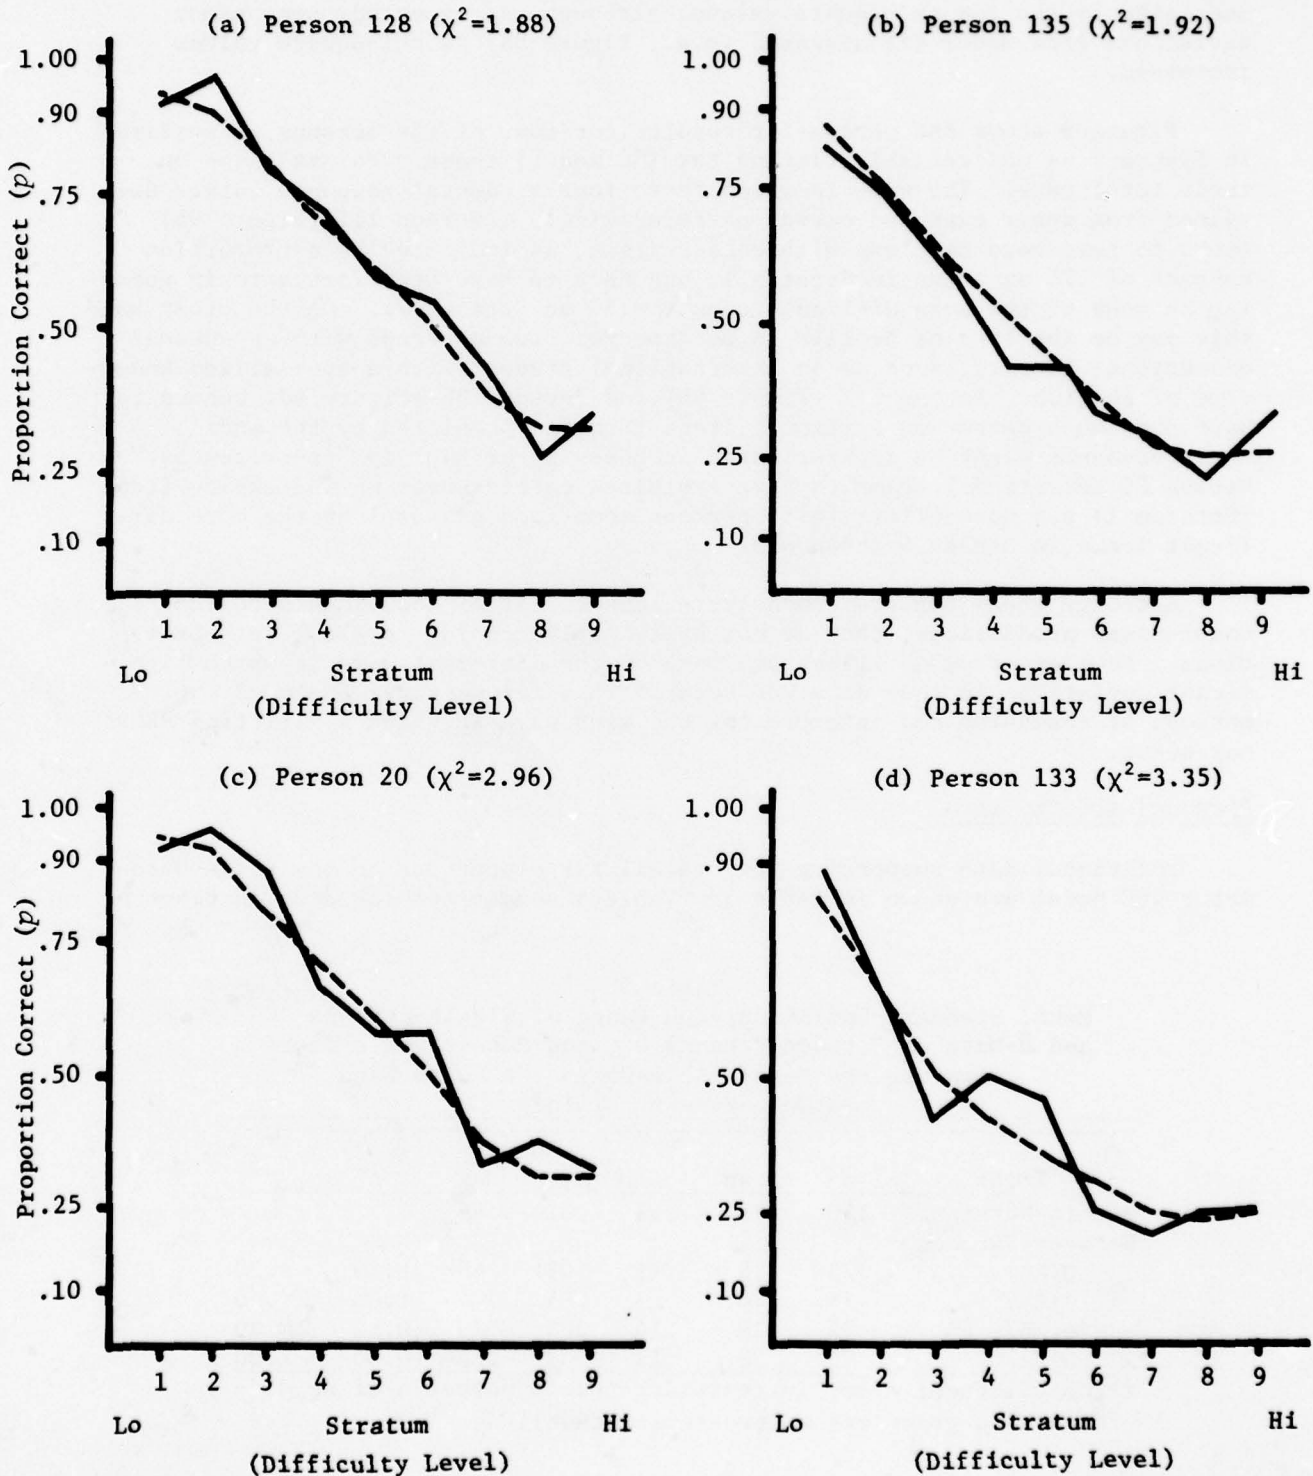 (a) Person 128 (χ²=1.88)
1.00
.90
.75
.50
.25
.10
Proportion Correct (p)
1 2 3 4 5 6 7 8 9
Lo Stratum Hi
(Difficulty Level)
(b) Person 135 (χ²=1.92)
1.00
.90
.75
.50
.25
.10
1 2 3 4 5 6 7 8 9
Lo Stratum Hi
(Difficulty Level)
(c) Person 20 (χ²=2.96)
1.00
.90
.75
.50
.25
.10
Proportion Correct (p)
1 2 3 4 5 6 7 8 9
Lo Stratum Hi
(Difficulty Level)
(d) Person 133 (χ²=3.35)
1.00
.90
.50
.25
.10
1 2 3 4 5 6 7 8 9
Lo Stratum Hi
(Difficulty Level)